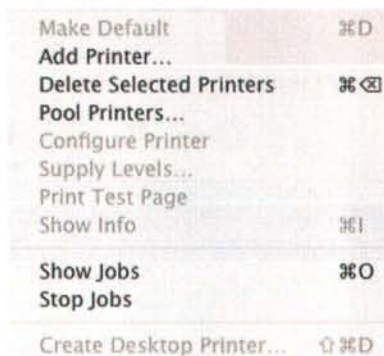 Make Default ⌘D
Add Printer...
Delete Selected Printers ⌘⌫
Pool Printers...
Configure Printer
Supply Levels...
Print Test Page
Show Info ⌘I
Show Jobs ⌘O
Stop Jobs
Create Desktop Printer... ⇧⌘D